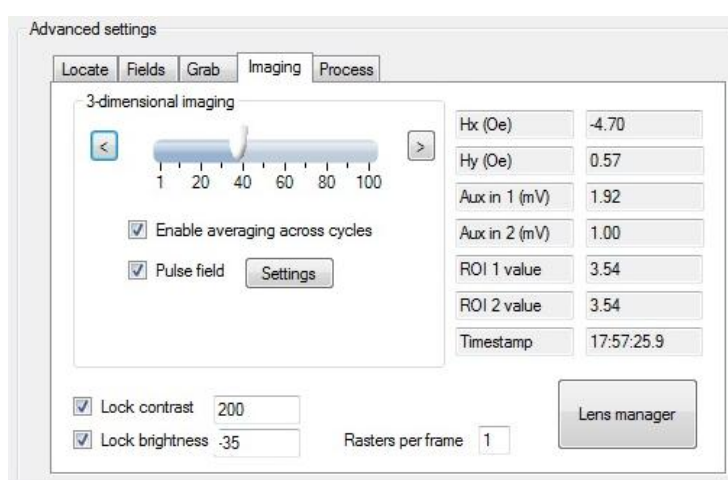 Advanced settings
Locate Fields Grab Imaging Process
3-dimensional imaging
< >
1 20 40 60 80 100
Enable averaging across cycles
Pulse field Settings
Hx (Oe) -4.70
Hy (Oe) 0.57
Aux in 1 (mV) 1.92
Aux in 2 (mV) 1.00
ROI 1 value 3.54
ROI 2 value 3.54
Timestamp 17:57:25.9
Lock contrast 200
Lock brightness -35
Rasters per frame 1
Lens manager